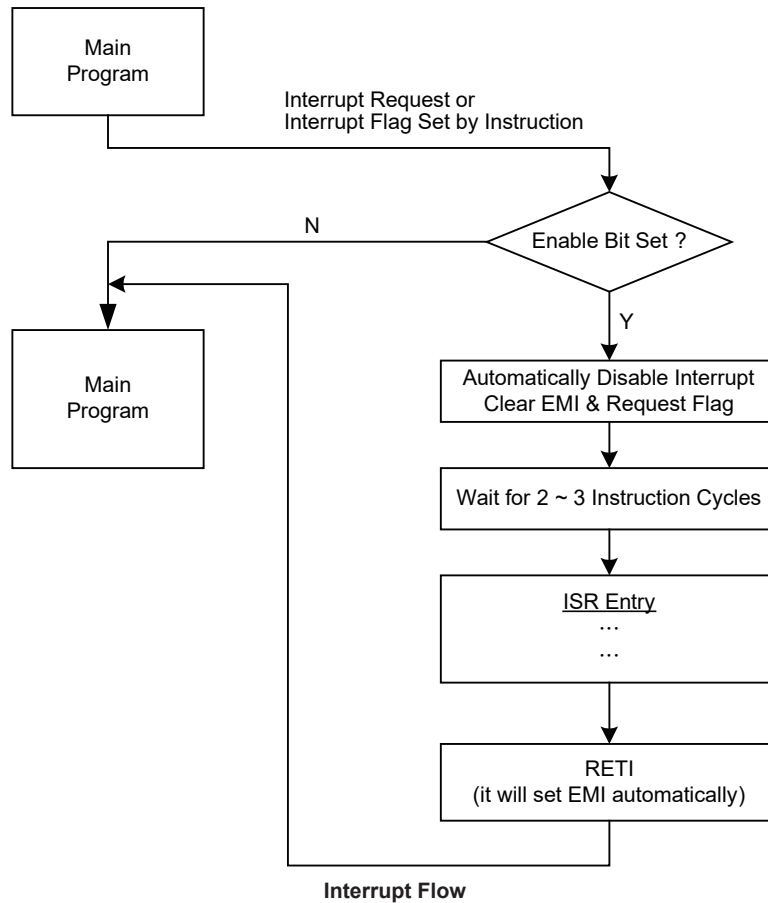 Main
Program
Interrupt Request or
Interrupt Flag Set by Instruction
Enable Bit Set ?
N
Y
Main
Program
Automatically Disable Interrupt
Clear EMI & Request Flag
Wait for 2 ~ 3 Instruction Cycles
ISR Entry
...
...
RETI
(it will set EMI automatically)
Interrupt Flow